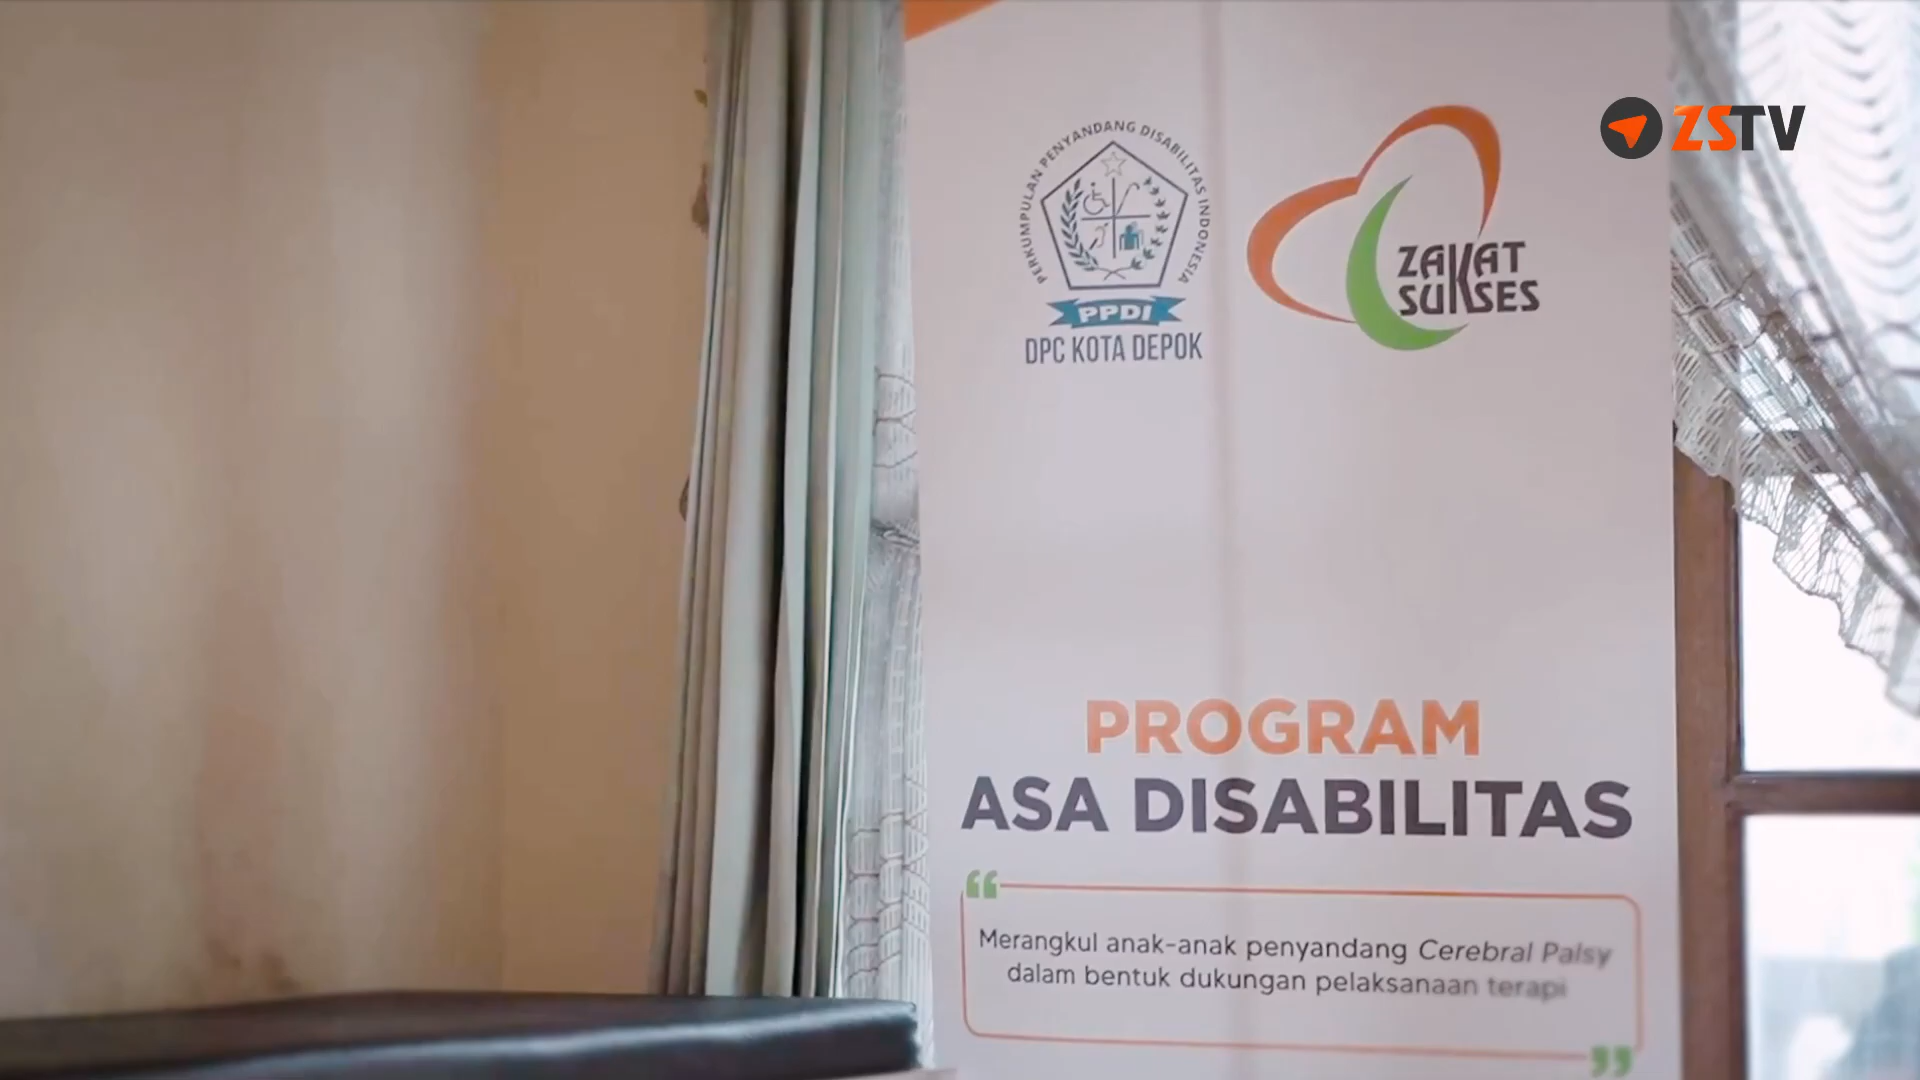 PERKUMPULAN PENYANDANG DISABILITAS INDONESIA
PPDI
DPC KOTA DEPOK
ZAKAT
SUKSES
ZSTV
PROGRAM
ASA DISABILITAS
“
Merangkul anak-anak penyandang Cerebral Palsy
dalam bentuk dukungan pelaksanaan terapi
”